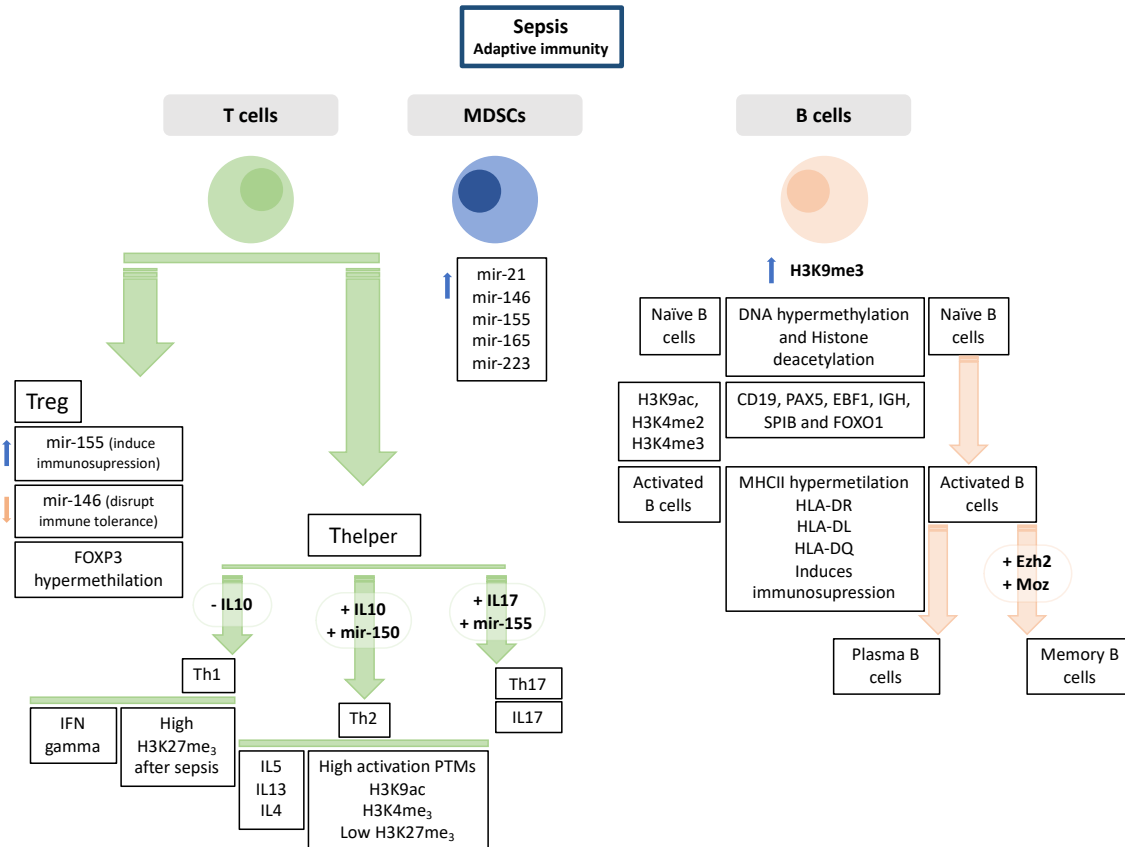 Sepsis
Adaptive immunity
T cells
MDSCs
B cells
mir-21
mir-146
mir-155
mir-165
mir-223
H3K9me3
Naïve B
cells
DNA hypermethylation
and Histone
deacetylation
Naïve B
cells
H3K9ac,
H3K4me2
H3K4me3
CD19, PAX5, EBF1, IGH,
SPIB and FOXO1
Activated
B cells
MHCII hypermetilation
HLA-DR
HLA-DL
HLA-DQ
Induces
immunosupression
Activated B
cells
+ Ezh2
+ Moz
Plasma B
cells
Memory B
cells
Treg
mir-155 (induce
immunosupression)
mir-146 (disrupt
immune tolerance)
FOXP3
hypermethilation
Thelper
- IL10
+ IL10
+ mir-150
+ IL17
+ mir-155
Th1
Th2
Th17
IL17
IFN
gamma
High
H3K27me₃
after sepsis
IL5
IL13
IL4
High activation PTMs
H3K9ac
H3K4me₃
Low H3K27me₃